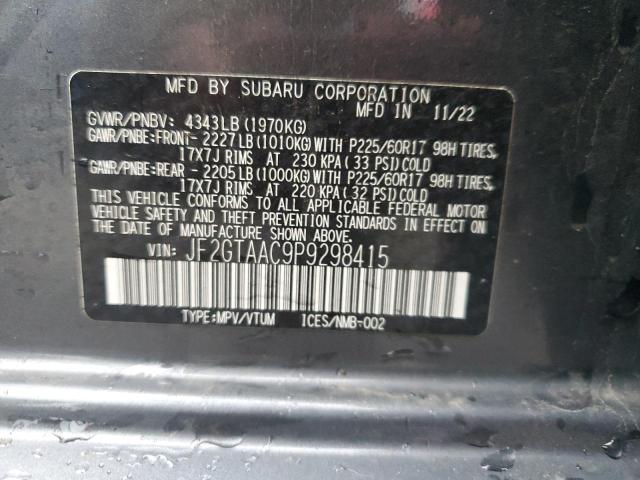 MFD BY SUBARU CORPORATION
MFD IN 11/22
GVWR/PNBV: 4343LB(1970KG)
GAWR/PNBE:FRONT- 2227LB(1010KG)WITH P225/60R17 98H TIRES,
17X7J RIMS AT 230 KPA(33 PSI)COLD
GAWR/PNBE:REAR - 2205LB(1000KG)WITH P225/60R17 98H TIRES,
17X7J RIMS AT 220 KPA(32 PSI)COLD
THIS VEHICLE CONFORMS TO ALL APPLICABLE FEDERAL MOTOR
VEHICLE SAFETY AND THEFT PREVENTION STANDARDS IN EFFECT ON
THE DATE OF MANUFACTURE SHOWN ABOVE.
VIN: JF2GTAAC9P9298415
TYPE:MPV/VTUM ICES/NMB-002